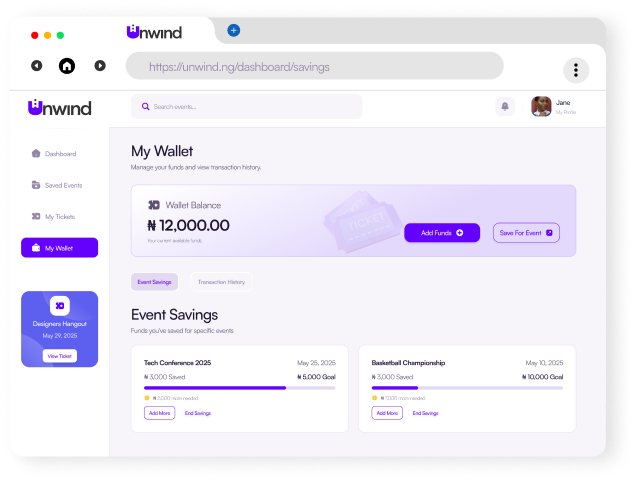 Unwind
https://unwind.ng/dashboard/savings
Unwind
Search events...
Jane
My Profile
Dashboard
Saved Events
My Tickets
My Wallet
Designers Hangout
May 29, 2025
View Ticket
My Wallet
Manage your funds and view transaction history.
Wallet Balance
₦ 12,000.00
Your current available funds
TICKET
Add Funds
Save For Event
Event Savings
Transaction History
Event Savings
Funds you've saved for specific events
Tech Conference 2025 May 25, 2025
₦ 3,000 Saved ₦ 5,000 Goal
₦ 2,000 more needed
Add More End Savings
Basketball Championship May 10, 2025
₦ 3,000 Saved ₦ 10,000 Goal
₦ 7,000 more needed
Add More End Savings